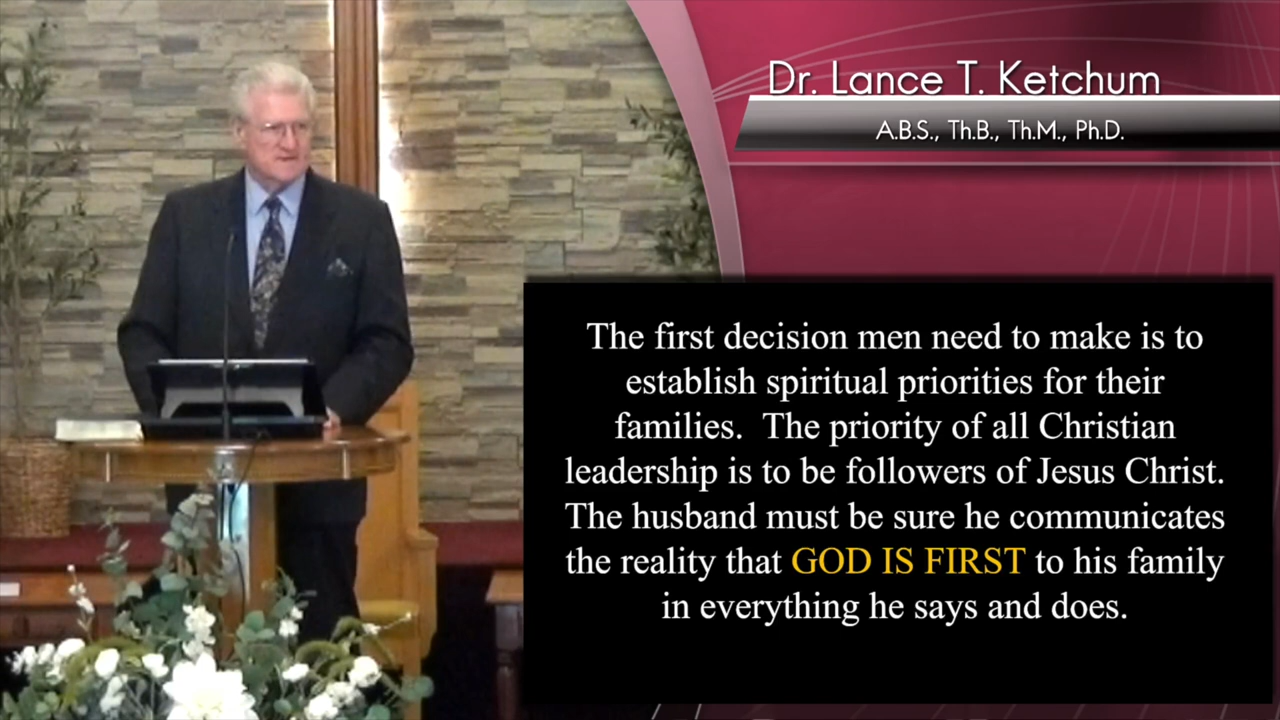 Dr. Lance T. Ketchum
A.B.S., Th.B., Th.M., Ph.D.
The first decision men need to make is to
establish spiritual priorities for their
families.  The priority of all Christian
leadership is to be followers of Jesus Christ.
The husband must be sure he communicates
the reality that GOD IS FIRST to his family
in everything he says and does.